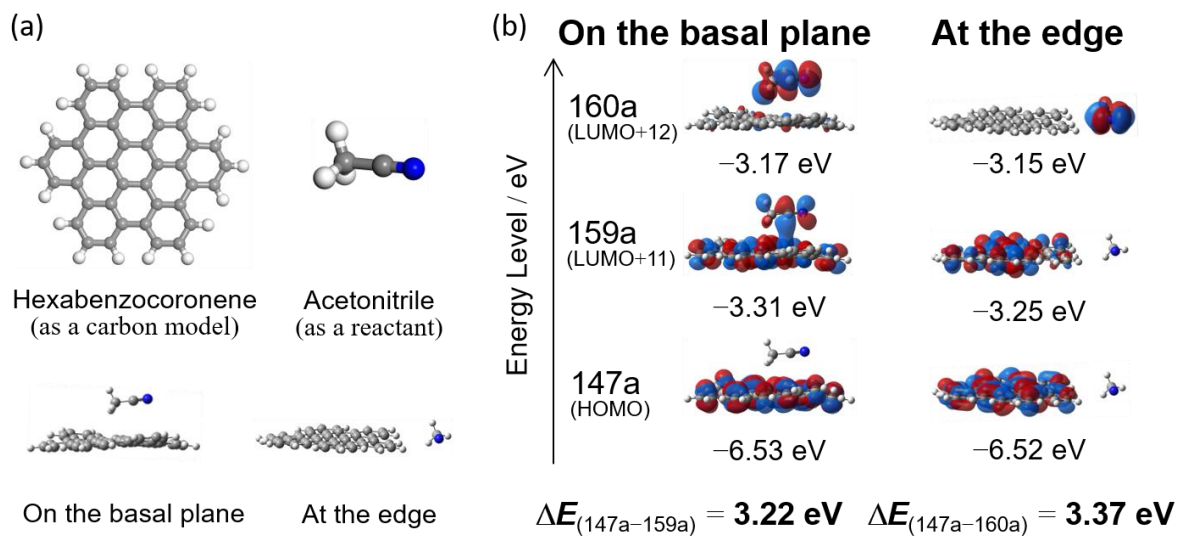 (a)
Hexabenzocoronene
(as a carbon model)
Acetonitrile
(as a reactant)
On the basal plane
At the edge
(b)
On the basal plane
At the edge
Energy Level / eV
160a
(LUMO+12)
−3.17 eV
−3.15 eV
159a
(LUMO+11)
−3.31 eV
−3.25 eV
147a
(HOMO)
−6.53 eV
−6.52 eV
ΔE(147a−159a) = 3.22 eV
ΔE(147a−160a) = 3.37 eV